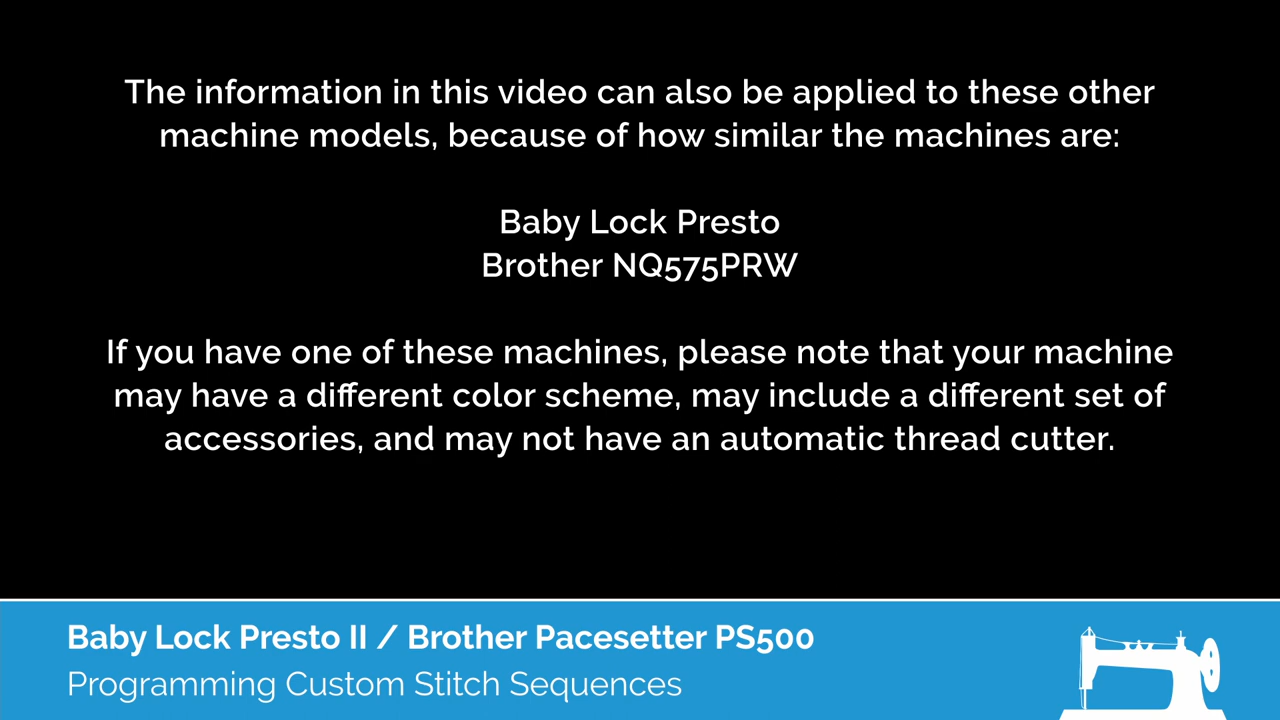 The information in this video can also be applied to these other
machine models, because of how similar the machines are:
Baby Lock Presto
Brother NQ575PRW
If you have one of these machines, please note that your machine
may have a different color scheme, may include a different set of
accessories, and may not have an automatic thread cutter.
Baby Lock Presto II / Brother Pacesetter PS500
Programming Custom Stitch Sequences